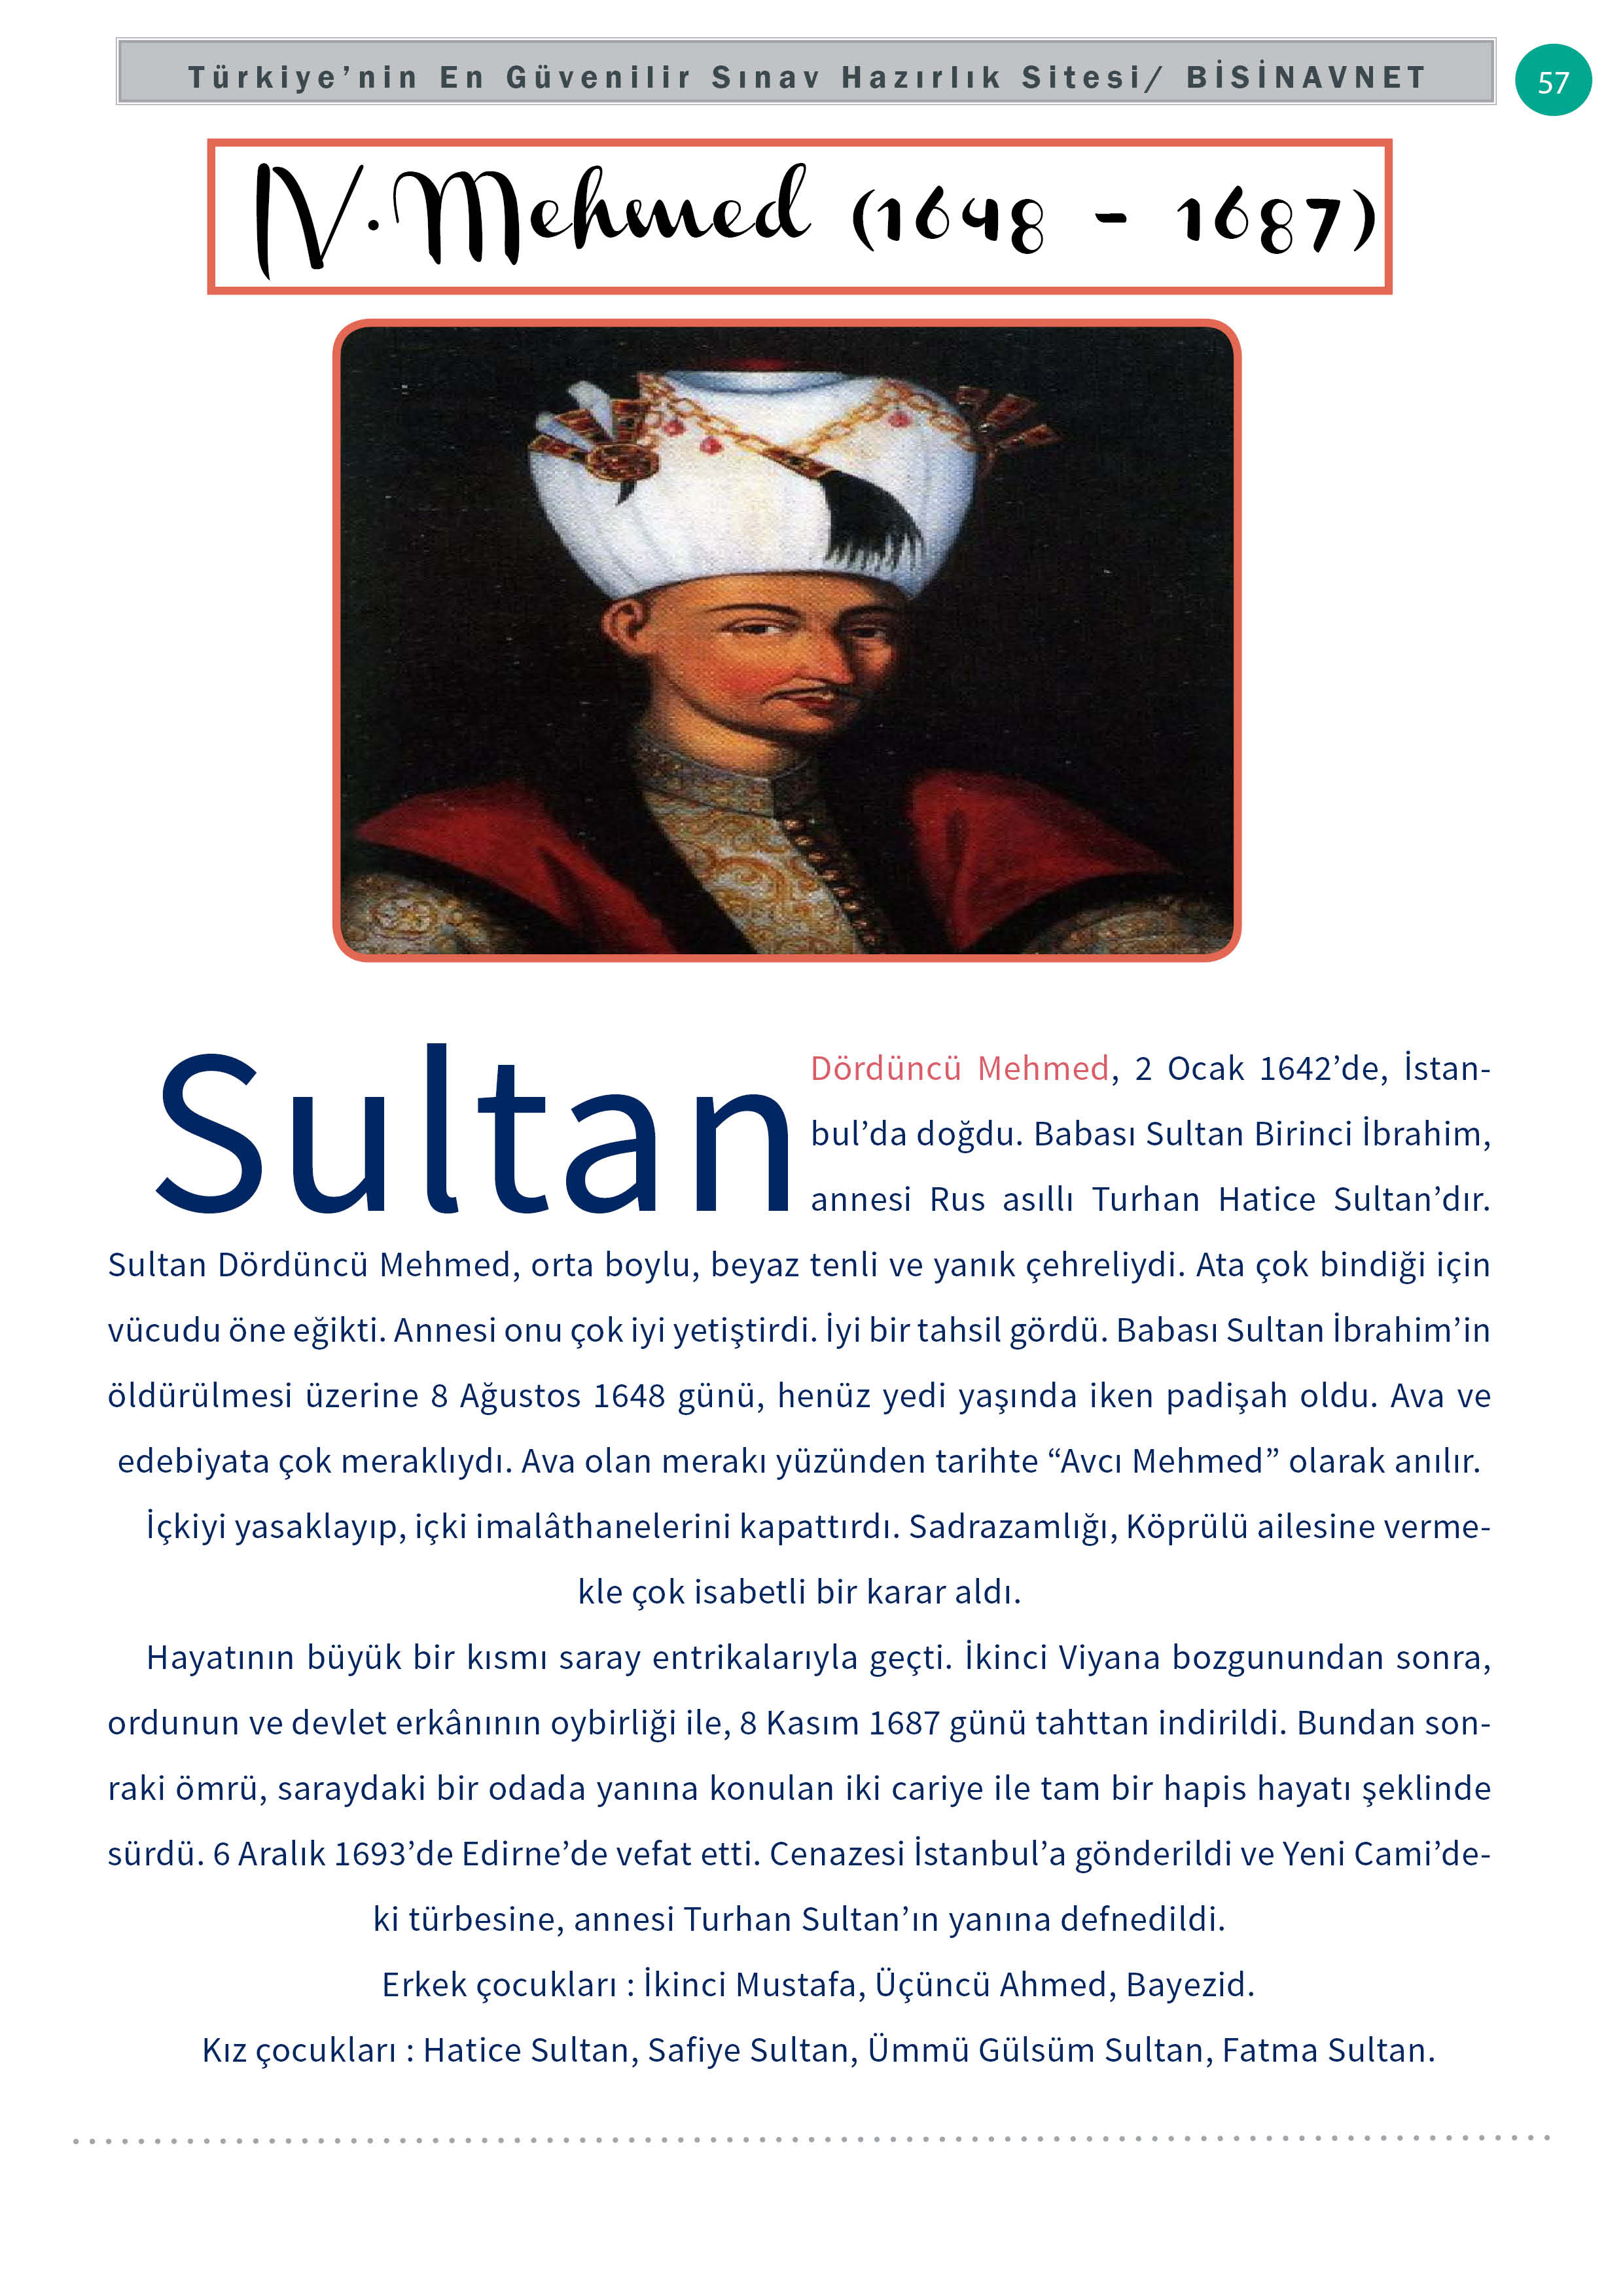 Türkiye’nin En Güvenilir Sınav Hazırlık Sitesi/ BİSİNAVNET
57
IV. Mehmed (1648 - 1687)
Sultan
Dördüncü Mehmed, 2 Ocak 1642’de, İstan-
bul’da doğdu. Babası Sultan Birinci İbrahim,
annesi Rus asıllı Turhan Hatice Sultan’dır.
Sultan Dördüncü Mehmed, orta boylu, beyaz tenli ve yanık çehreliydi. Ata çok bindiği için
vücudu öne eğikti. Annesi onu çok iyi yetiştirdi. İyi bir tahsil gördü. Babası Sultan İbrahim’in
öldürülmesi üzerine 8 Ağustos 1648 günü, henüz yedi yaşında iken padişah oldu. Ava ve
edebiyata çok meraklıydı. Ava olan merakı yüzünden tarihte “Avcı Mehmed” olarak anılır.
İçkiyi yasaklayıp, içki imalâthanelerini kapattırdı. Sadrazamlığı, Köprülü ailesine verme-
kle çok isabetli bir karar aldı.
Hayatının büyük bir kısmı saray entrikalarıyla geçti. İkinci Viyana bozgunundan sonra,
ordunun ve devlet erkânının oybirliği ile, 8 Kasım 1687 günü tahttan indirildi. Bundan son-
raki ömrü, saraydaki bir odada yanına konulan iki cariye ile tam bir hapis hayatı şeklinde
sürdü. 6 Aralık 1693’de Edirne’de vefat etti. Cenazesi İstanbul’a gönderildi ve Yeni Cami’de-
ki türbesine, annesi Turhan Sultan’ın yanına defnedildi.
Erkek çocukları : İkinci Mustafa, Üçüncü Ahmed, Bayezid.
Kız çocukları : Hatice Sultan, Safiye Sultan, Ümmü Gülsüm Sultan, Fatma Sultan.